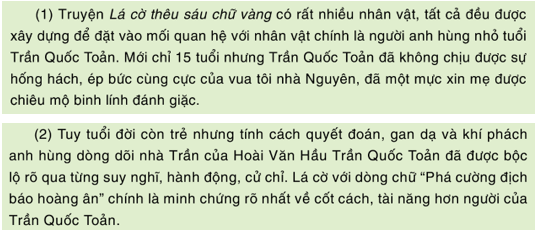 (1) Truyện Lá cờ thêu sáu chữ vàng có rất nhiều nhân vật, tất cả đều được
xây dựng để đặt vào mối quan hệ với nhân vật chính là người anh hùng nhỏ tuổi
Trần Quốc Toản. Mới chỉ 15 tuổi nhưng Trần Quốc Toản đã không chịu được sự
hống hách, ép bức cùng cực của vua tôi nhà Nguyên, đã một mực xin mẹ được
chiêu mộ binh lính đánh giặc.
(2) Tuy tuổi đời còn trẻ nhưng tính cách quyết đoán, gan dạ và khí phách
anh hùng dòng dõi nhà Trần của Hoài Văn Hầu Trần Quốc Toản đã được bộc
lộ rõ qua từng suy nghĩ, hành động, cử chỉ. Lá cờ với dòng chữ “Phá cường địch
báo hoàng ân” chính là minh chứng rõ nhất về cốt cách, tài năng hơn người của
Trần Quốc Toản.